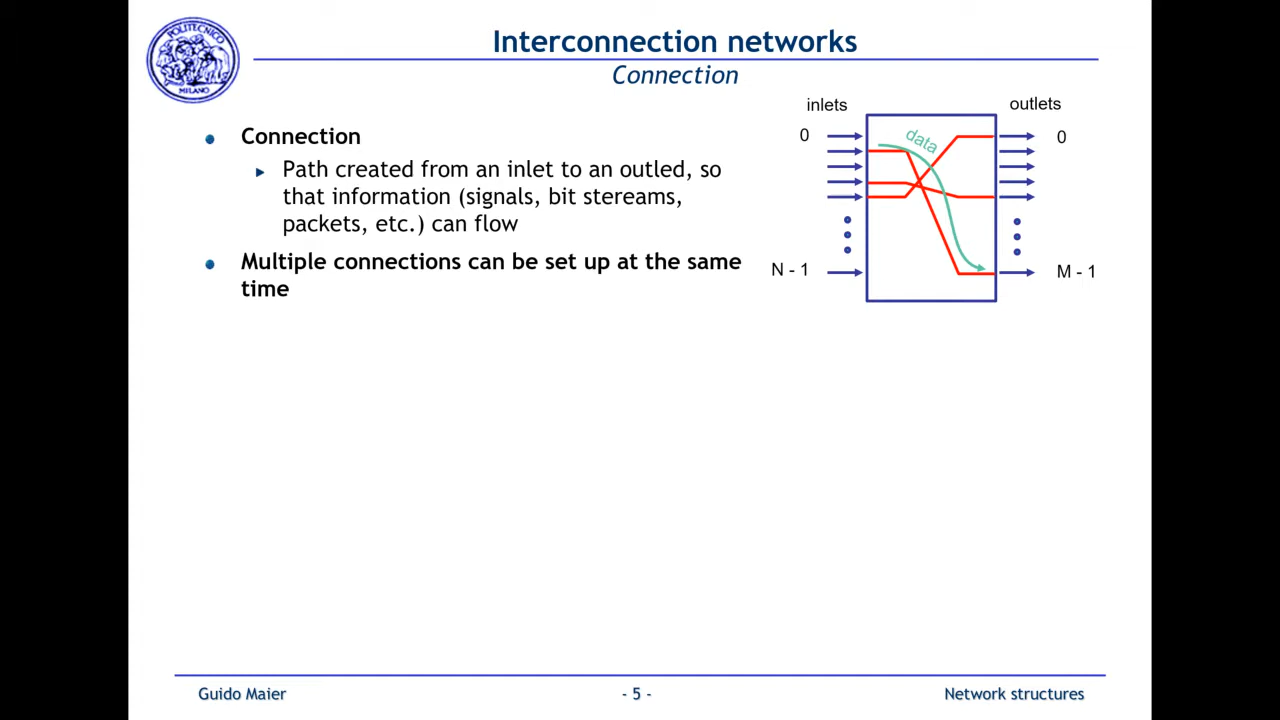 POLITECNICO
MILANO
Interconnection networks
Connection
Connection
Path created from an inlet to an outled, so
that information (signals, bit stereams,
packets, etc.) can flow
Multiple connections can be set up at the same
time
inlets
outlets
0
data
0
N - 1
M - 1
Guido Maier
- 5 -
Network structures